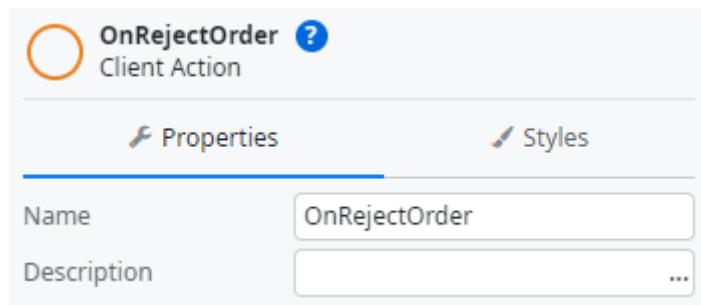 OnRejectOrder ?
Client Action
Properties Styles
Name OnRejectOrder
Description ...